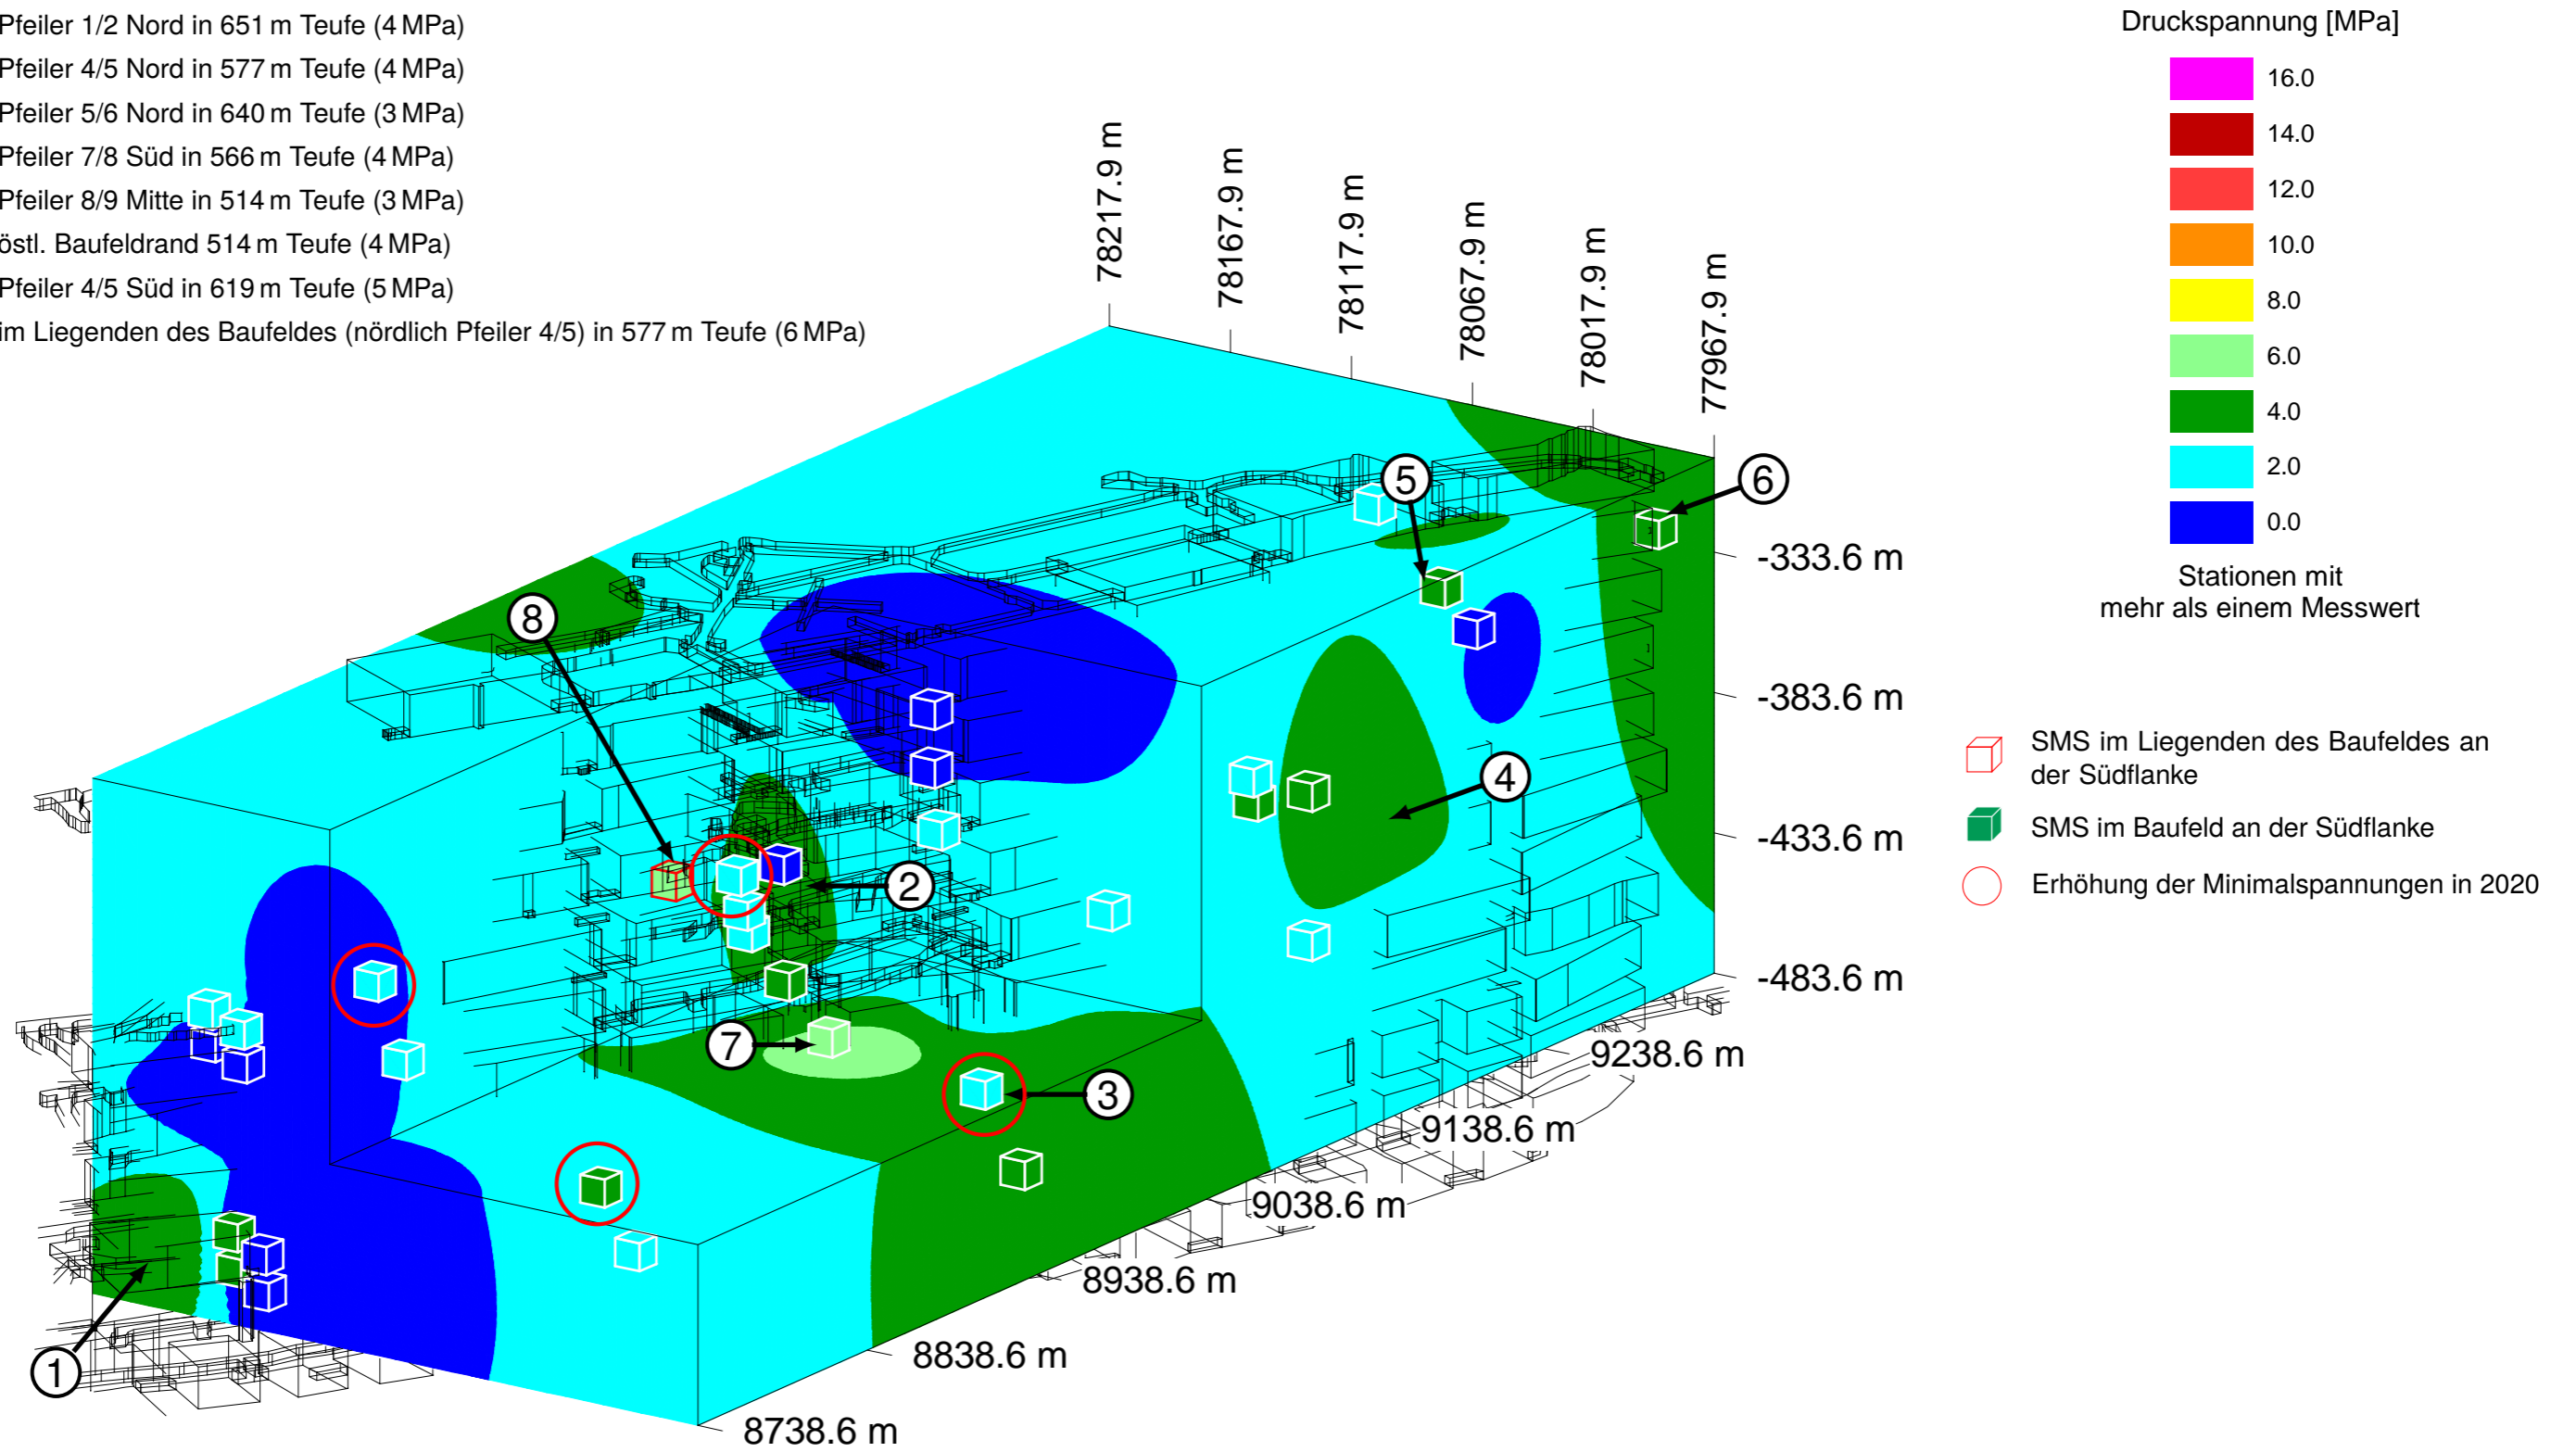 Pfeiler 1/2 Nord in 651 m Teufe (4 MPa)
Pfeiler 4/5 Nord in 577 m Teufe (4 MPa)
Pfeiler 5/6 Nord in 640 m Teufe (3 MPa)
Pfeiler 7/8 Süd in 566 m Teufe (4 MPa)
Pfeiler 8/9 Mitte in 514 m Teufe (3 MPa)
östl. Baufeldrand 514 m Teufe (4 MPa)
Pfeiler 4/5 Süd in 619 m Teufe (5 MPa)
im Liegenden des Baufeldes (nördlich Pfeiler 4/5) in 577 m Teufe (6 MPa)
78217.9 m
78167.9 m
78117.9 m
78067.9 m
78017.9 m
77967.9 m
-333.6 m
-383.6 m
-433.6 m
-483.6 m
9238.6 m
9138.6 m
9038.6 m
8938.6 m
8838.6 m
8738.6 m
5
6
8
4
2
7
3
1
Druckspannung [MPa]
16.0
14.0
12.0
10.0
8.0
6.0
4.0
2.0
0.0
Stationen mit
mehr als einem Messwert
SMS im Liegenden des Baufeldes an
der Südflanke
SMS im Baufeld an der Südflanke
Erhöhung der Minimalspannungen in 2020